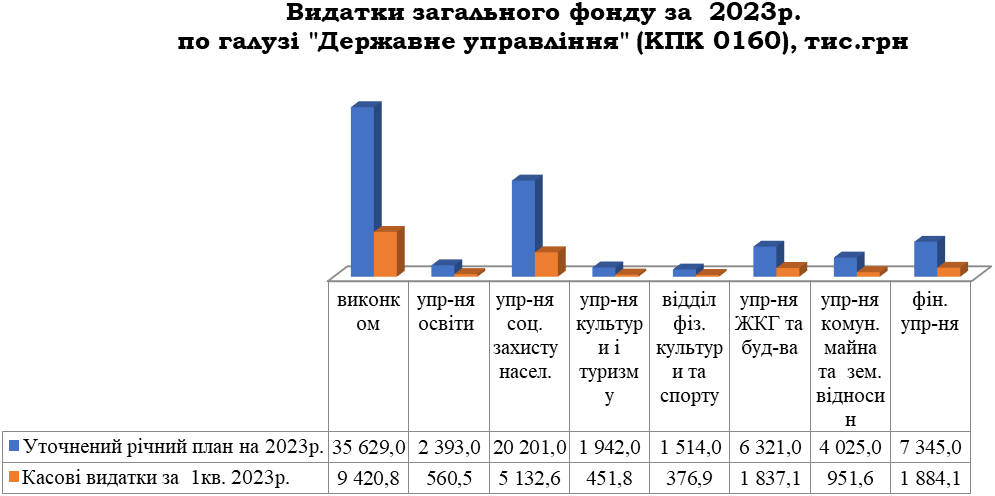 Видатки загального фонду за  2023р.
по галузі "Державне управління" (КПК 0160), тис.грн
виконк
ом
упр-ня
освіти
упр-ня
соц.
захисту
насел.
упр-ня
культур
и і
туризм
у
відділ
фіз.
культур
и та
спорту
упр-ня
ЖКГ та
буд-ва
упр-ня
комун.
майна
та  зем.
відноси
н
фін.
упр-ня
Уточнений річний план на 2023р. 35 629,0 2 393,0 20 201,0 1 942,0 1 514,0 6 321,0 4 025,0 7 345,0
Касові видатки за  1кв. 2023р. 9 420,8 560,5 5 132,6 451,8 376,9 1 837,1 951,6 1 884,1